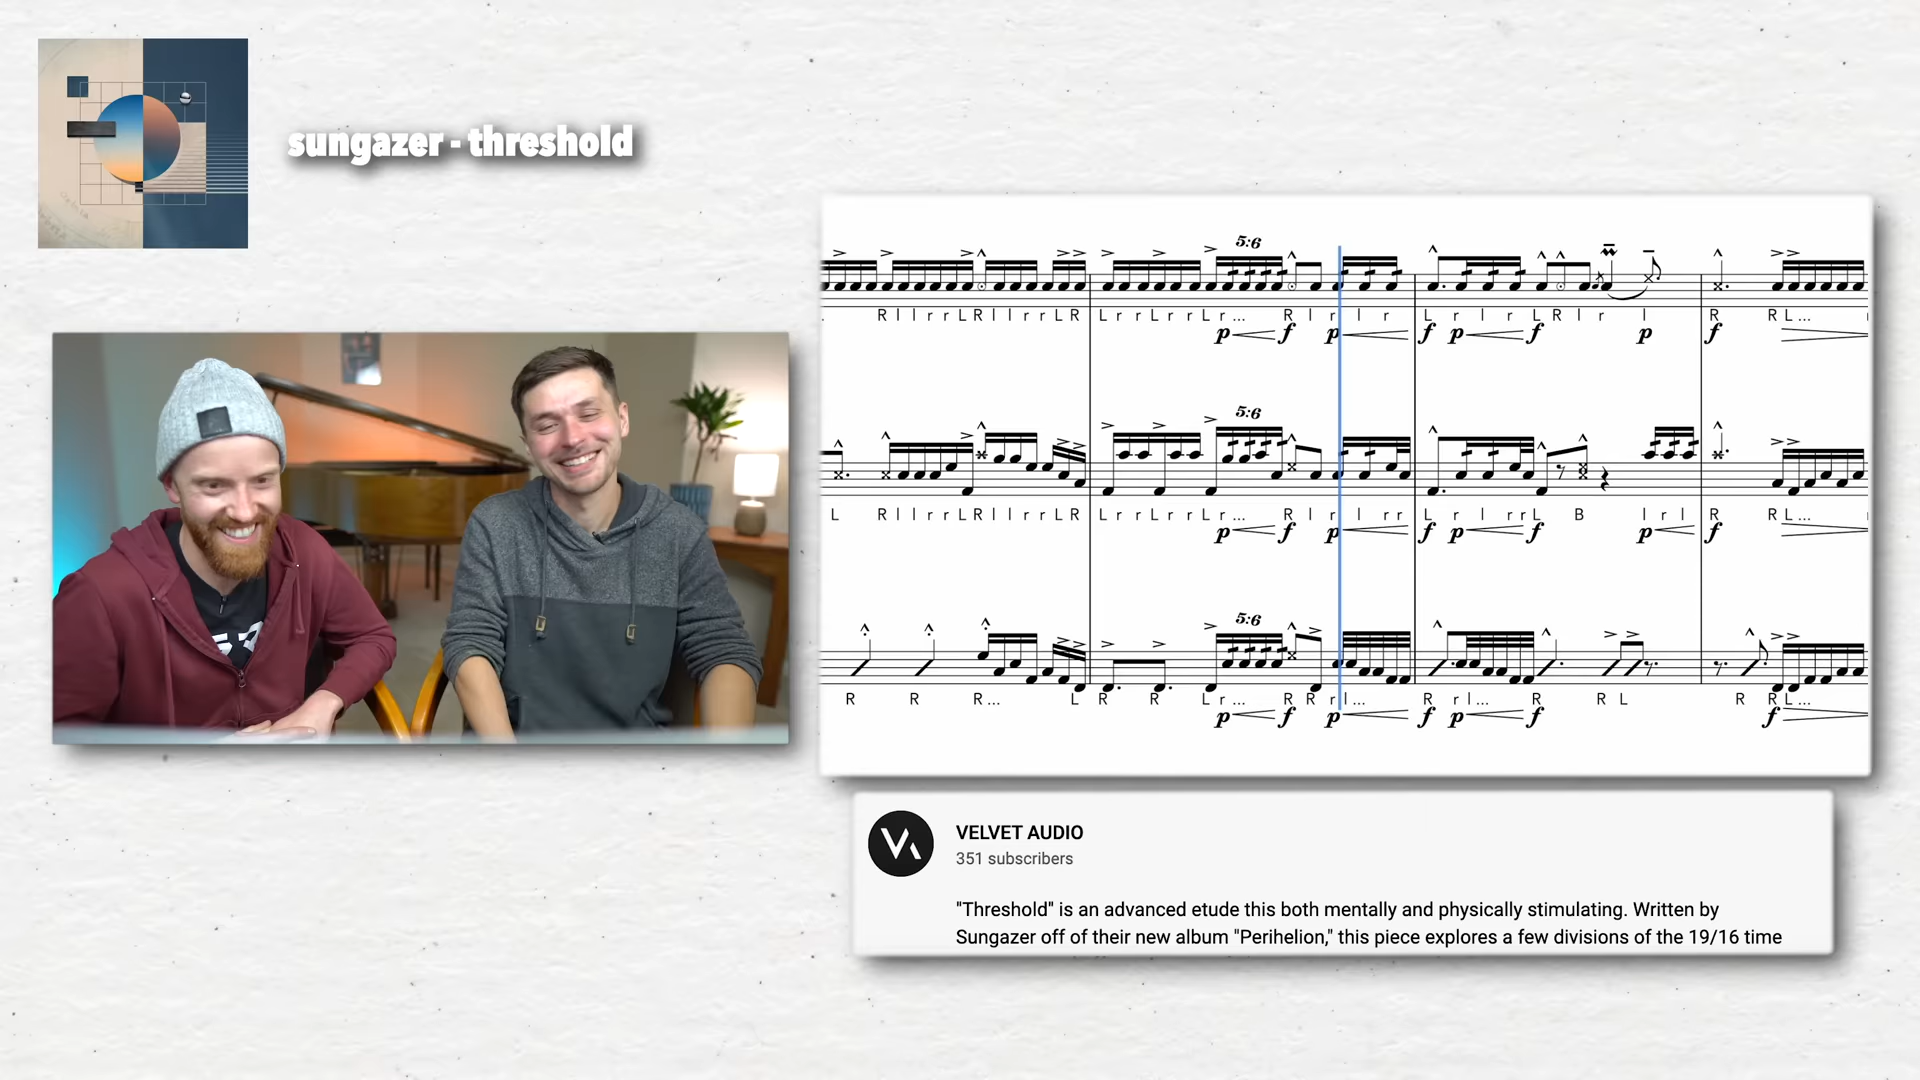 sungazer - threshold
5:6
R l l r r L R l l r r L R L r r L r r L r... R l r l r L r l r L R l r l R R L...
p f p f p f p f
5:6
L R l l r r L R l l r r L R L r r L r r L r... R l r l r r L r l r r L B l r l R R L...
p f p f p f p f
5:6
R R R... L R R L r... R R r l... R r l... R R L R R L...
p f p f p f f
VELVET AUDIO
351 subscribers
"Threshold" is an advanced etude this both mentally and physically stimulating. Written by
Sungazer off of their new album "Perihelion," this piece explores a few divisions of the 19/16 time